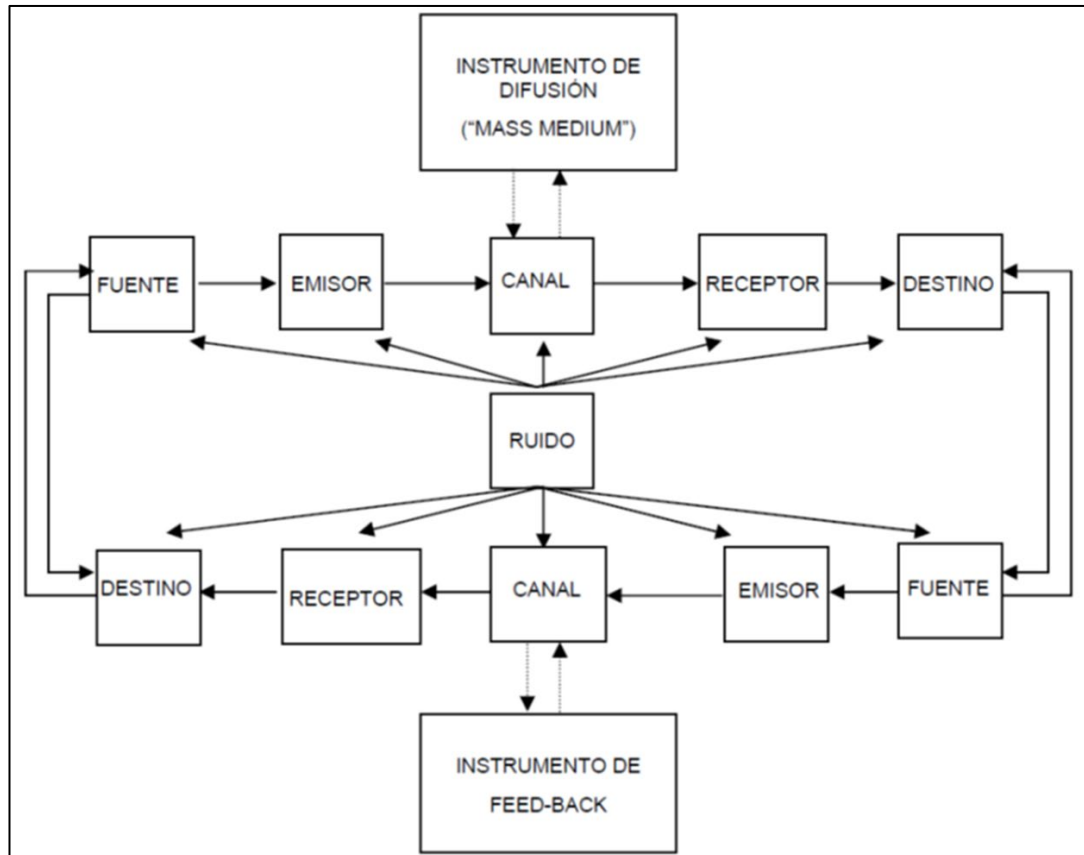 INSTRUMENTO DE
DIFUSIÓN
("MASS MEDIUM")
FUENTE
EMISOR
CANAL
RECEPTOR
DESTINO
RUIDO
DESTINO
RECEPTOR
CANAL
EMISOR
FUENTE
INSTRUMENTO DE
FEED-BACK